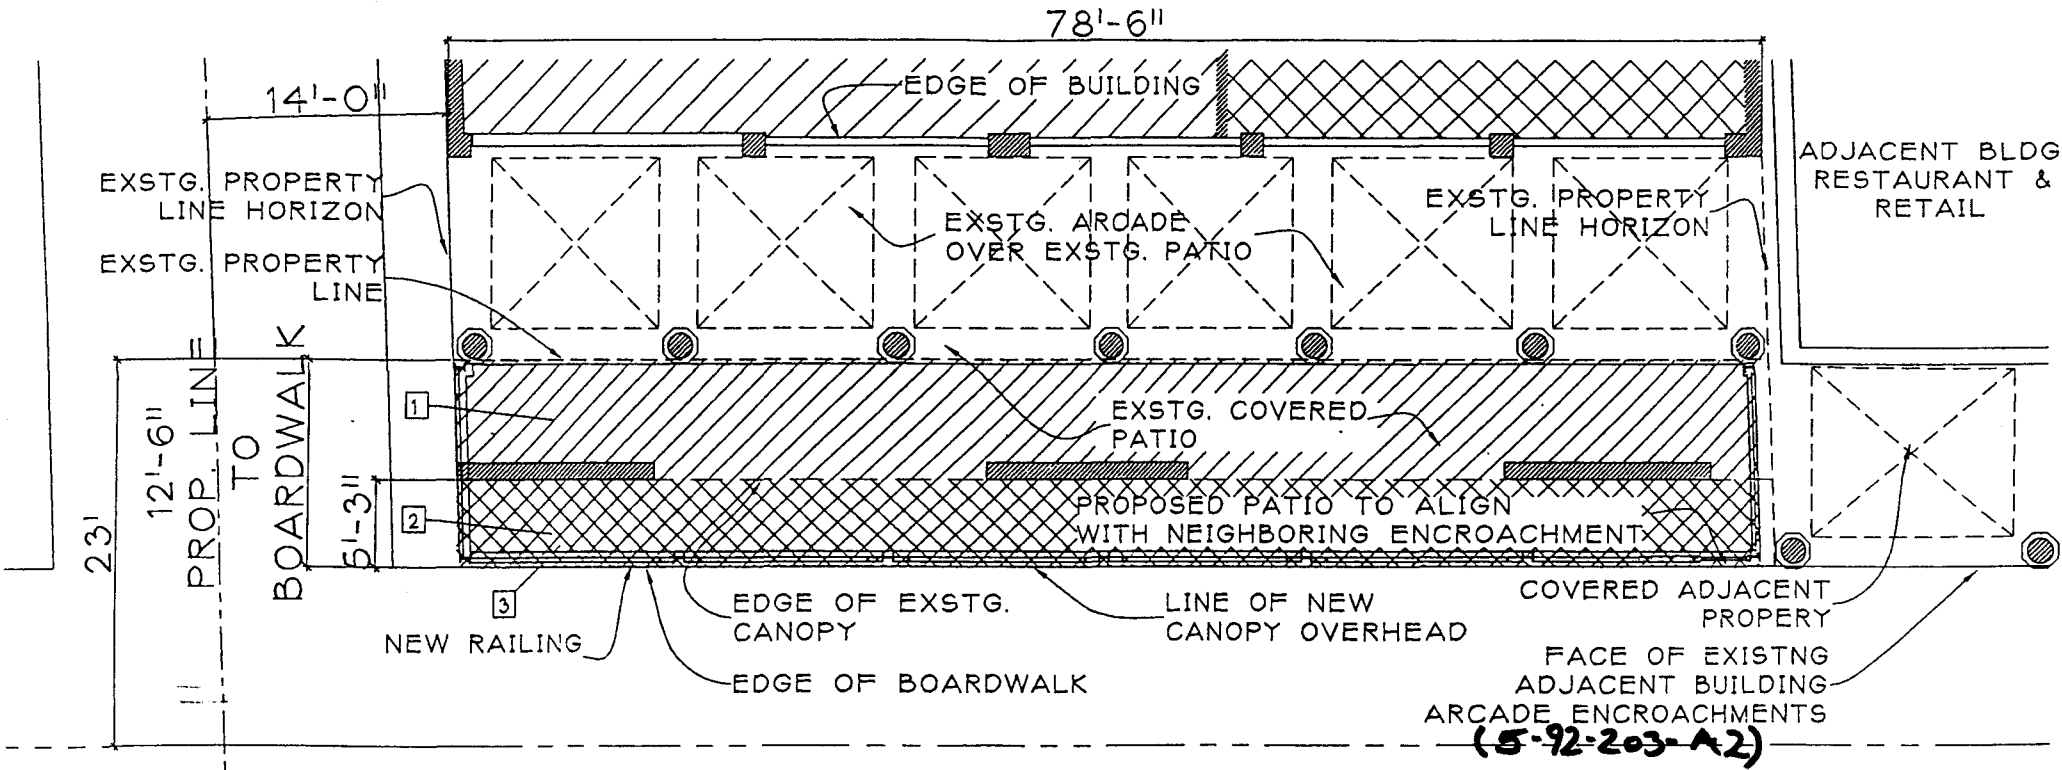 78'-6"
14'-0"
EDGE OF BUILDING
ADJACENT BLDG
RESTAURANT &
RETAIL
EXSTG. PROPERTY
LINE HORIZON
EXSTG. ARCADE
OVER EXSTG. PATIO
EXSTG. PROPERTY
LINE HORIZON
EXSTG. PROPERTY
LINE
23'
12'-6"
PROP. LINE
TO
BOARDWALK
6'-3"
1
EXSTG. COVERED
PATIO
2
PROPOSED PATIO TO ALIGN
WITH NEIGHBORING ENCROACHMENT
3
NEW RAILING
EDGE OF EXSTG.
CANOPY
LINE OF NEW
CANOPY OVERHEAD
COVERED ADJACENT
PROPERY
EDGE OF BOARDWALK
FACE OF EXISTNG
ADJACENT BUILDING
ARCADE ENCROACHMENTS
(5-92-203-A2)